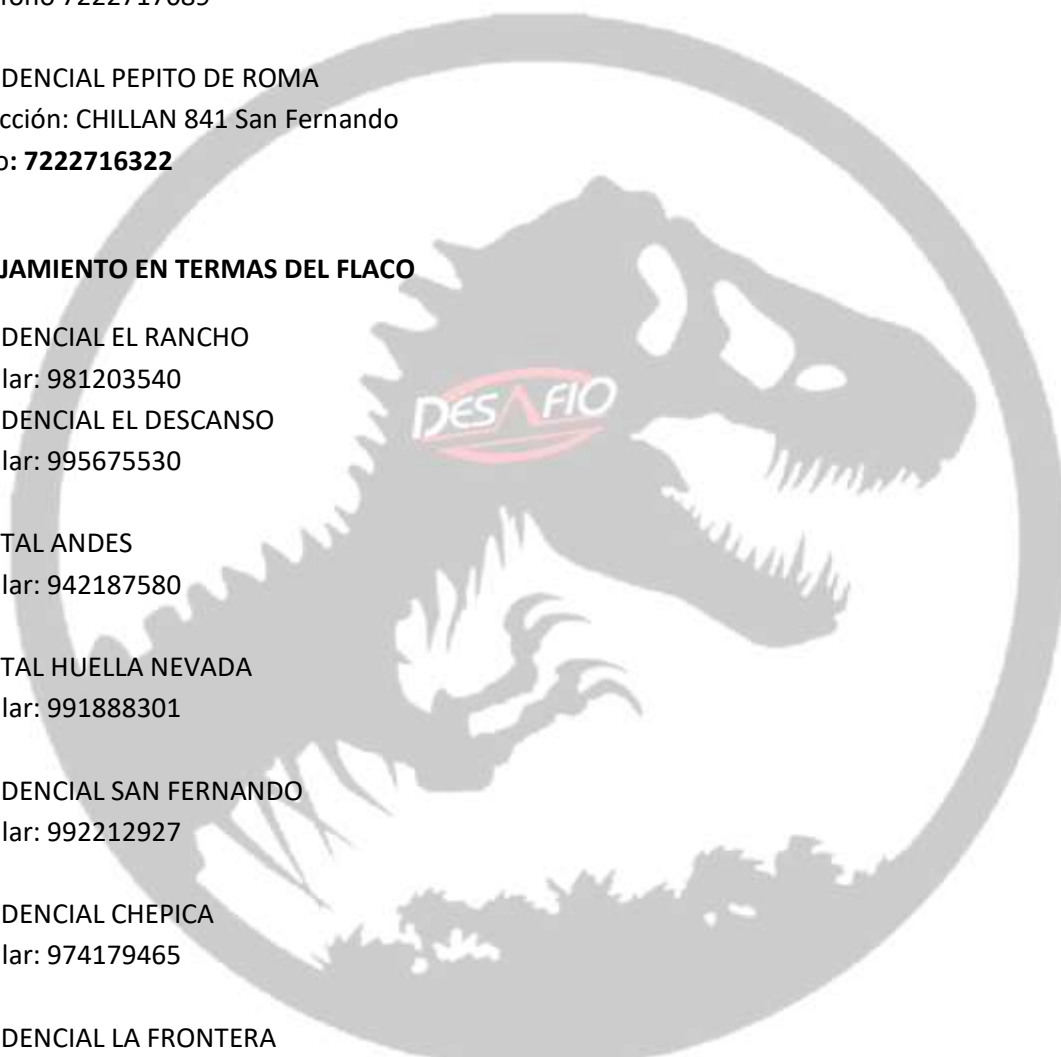 fono 7222717089
DENCIAL PEPITO DE ROMA
cción: CHILLAN 841 San Fernando
o: 7222716322
JAMIENTO EN TERMAS DEL FLACO
DENCIAL EL RANCHO
lar: 981203540
DENCIAL EL DESCANSO
lar: 995675530
TAL ANDES
lar: 942187580
TAL HUELLA NEVADA
lar: 991888301
DENCIAL SAN FERNANDO
lar: 992212927
DENCIAL CHEPICA
lar: 974179465
DENCIAL LA FRONTERA
DESAFIO